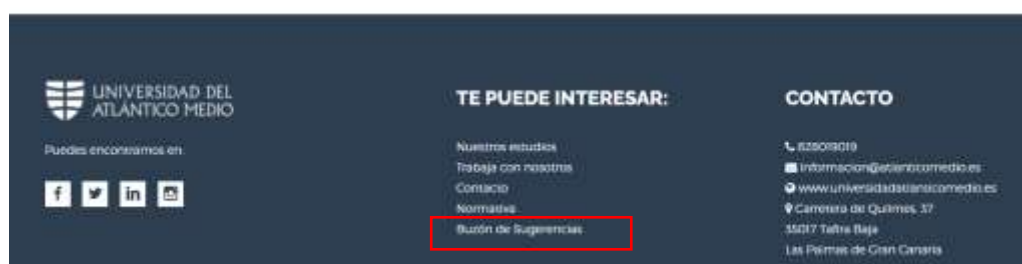 UNIVERSIDAD DEL
ATLÁNTICO MEDIO
Puedes encontrarnos en:
TE PUEDE INTERESAR:
Nuestros estudios
Trabaja con nosotros
Contacto
Normativa
Buzón de Sugerencias
CONTACTO
828019019
informacion@atlanticomedio.es
www.universidadatlanticomedio.es
Carretera de Quilmes, 37
35017 Tafira Baja
Las Palmas de Gran Canaria